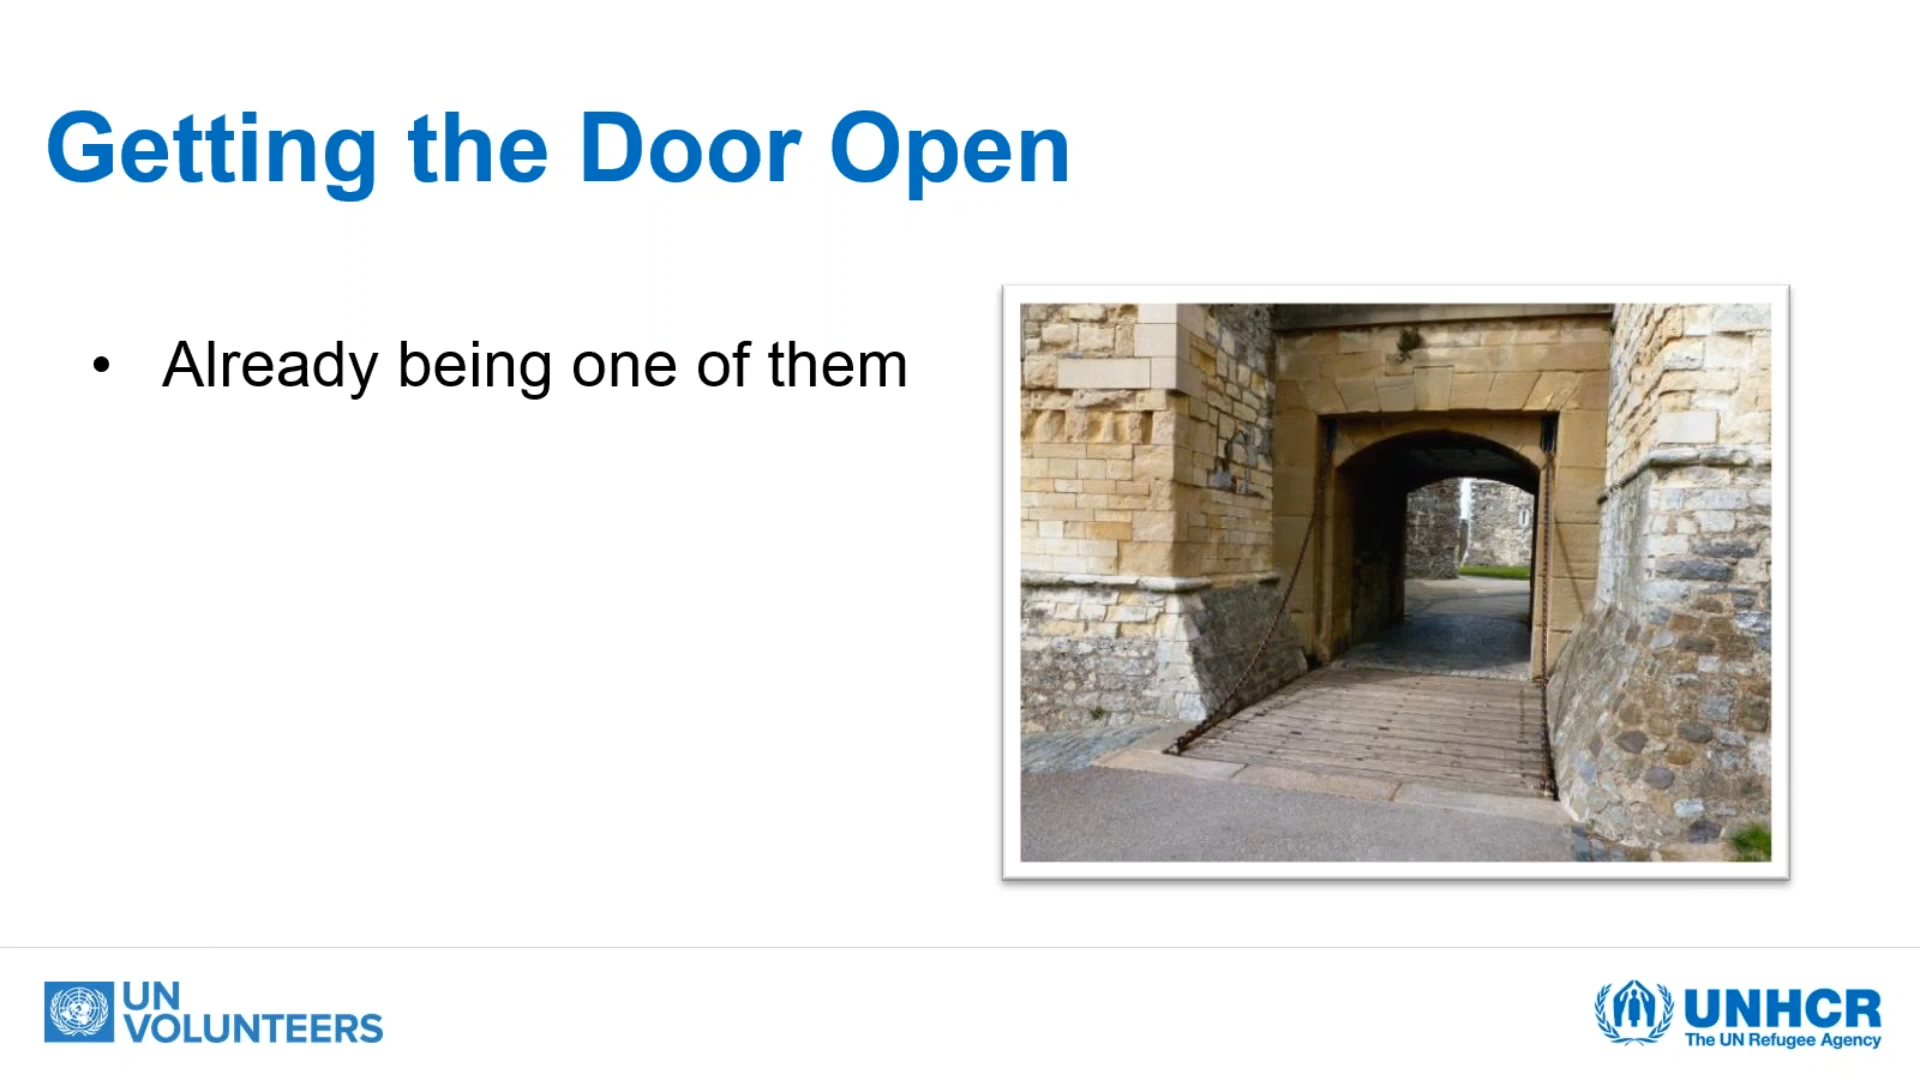 Getting the Door Open
• Already being one of them
UN
VOLUNTEERS
UNHCR
The UN Refugee Agency